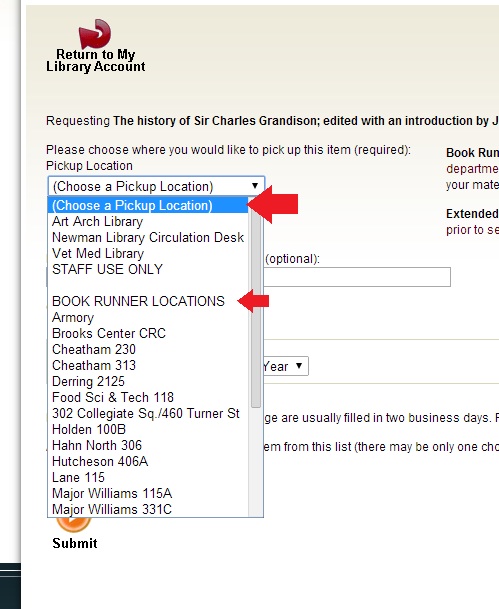 Return to My
Library Account
Requesting The history of Sir Charles Grandison; edited with an introduction by J
Please choose where you would like to pick up this item (required):
Pickup Location
Book Run
departme
your mate
Extended
prior to se
(Choose a Pickup Location)
(Choose a Pickup Location)
Art Arch Library
Newman Library Circulation Desk
Vet Med Library
STAFF USE ONLY
(optional):
BOOK RUNNER LOCATIONS
Armory
Brooks Center CRC
Cheatham 230
Cheatham 313
Year
Derring 2125
Food Sci & Tech 118
302 Collegiate Sq./460 Turner St
ge are usually filled in two business days. F
Holden 100B
Hahn North 306
em from this list (there may be only one cho
Hutcheson 406A
Lane 115
Major Williams 115A
Major Williams 331C
Submit